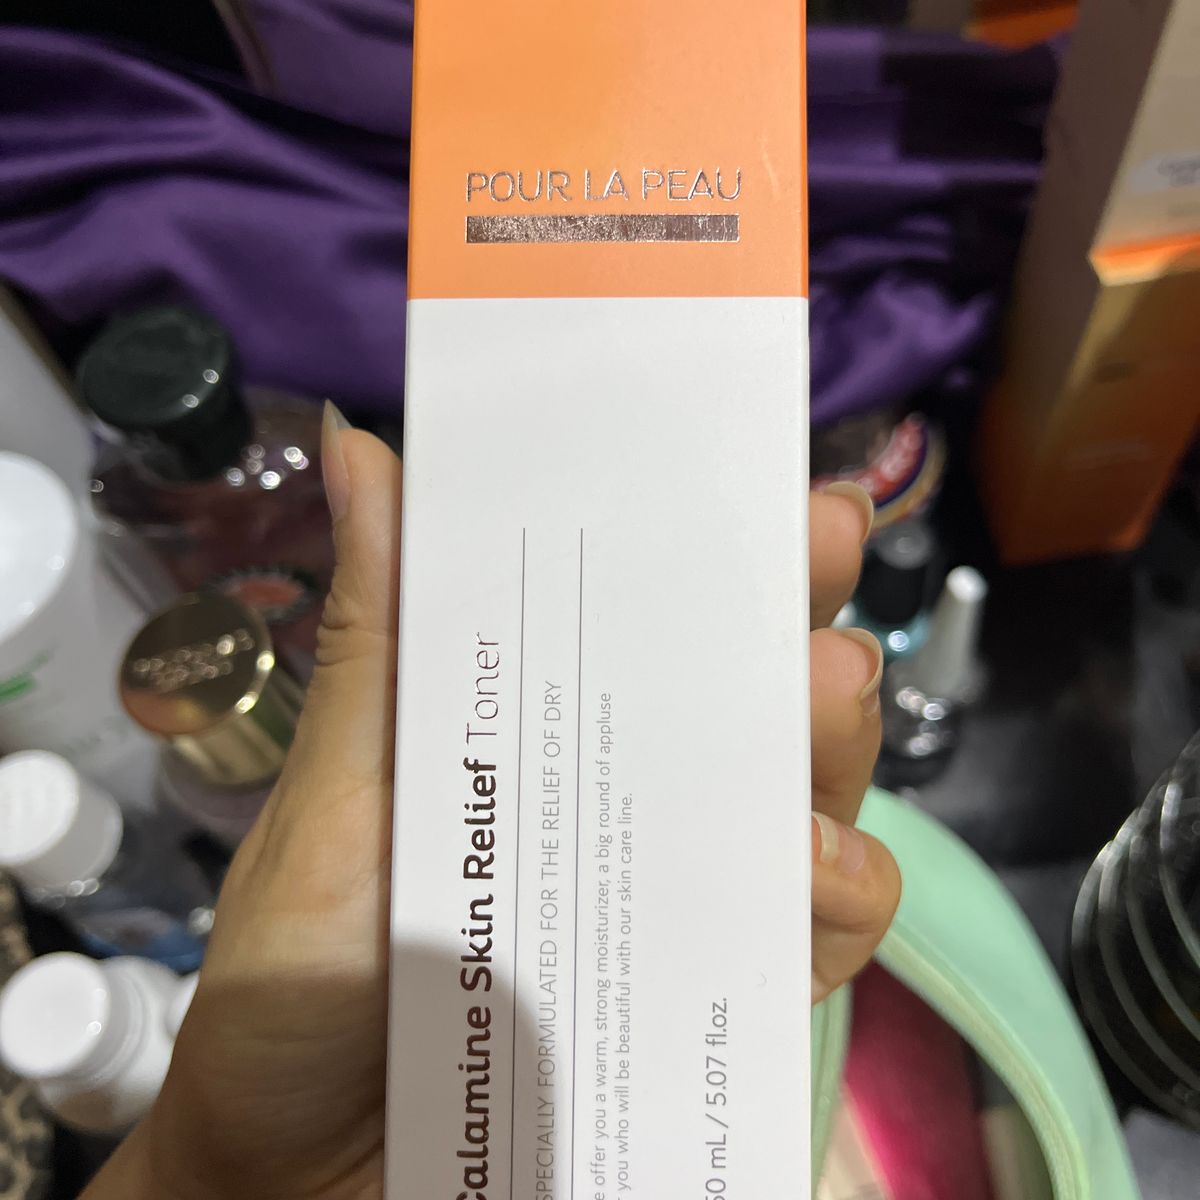 POUR LA PEAU
Calamine Skin Relief Toner
SPECIALLY FORMULATED FOR THE RELIEF OF DRY
e offer you a warm, strong moisturizer, a big round of appluse
r you who will be beautiful with our skin care line.
50 mL / 5.07 fl.oz.